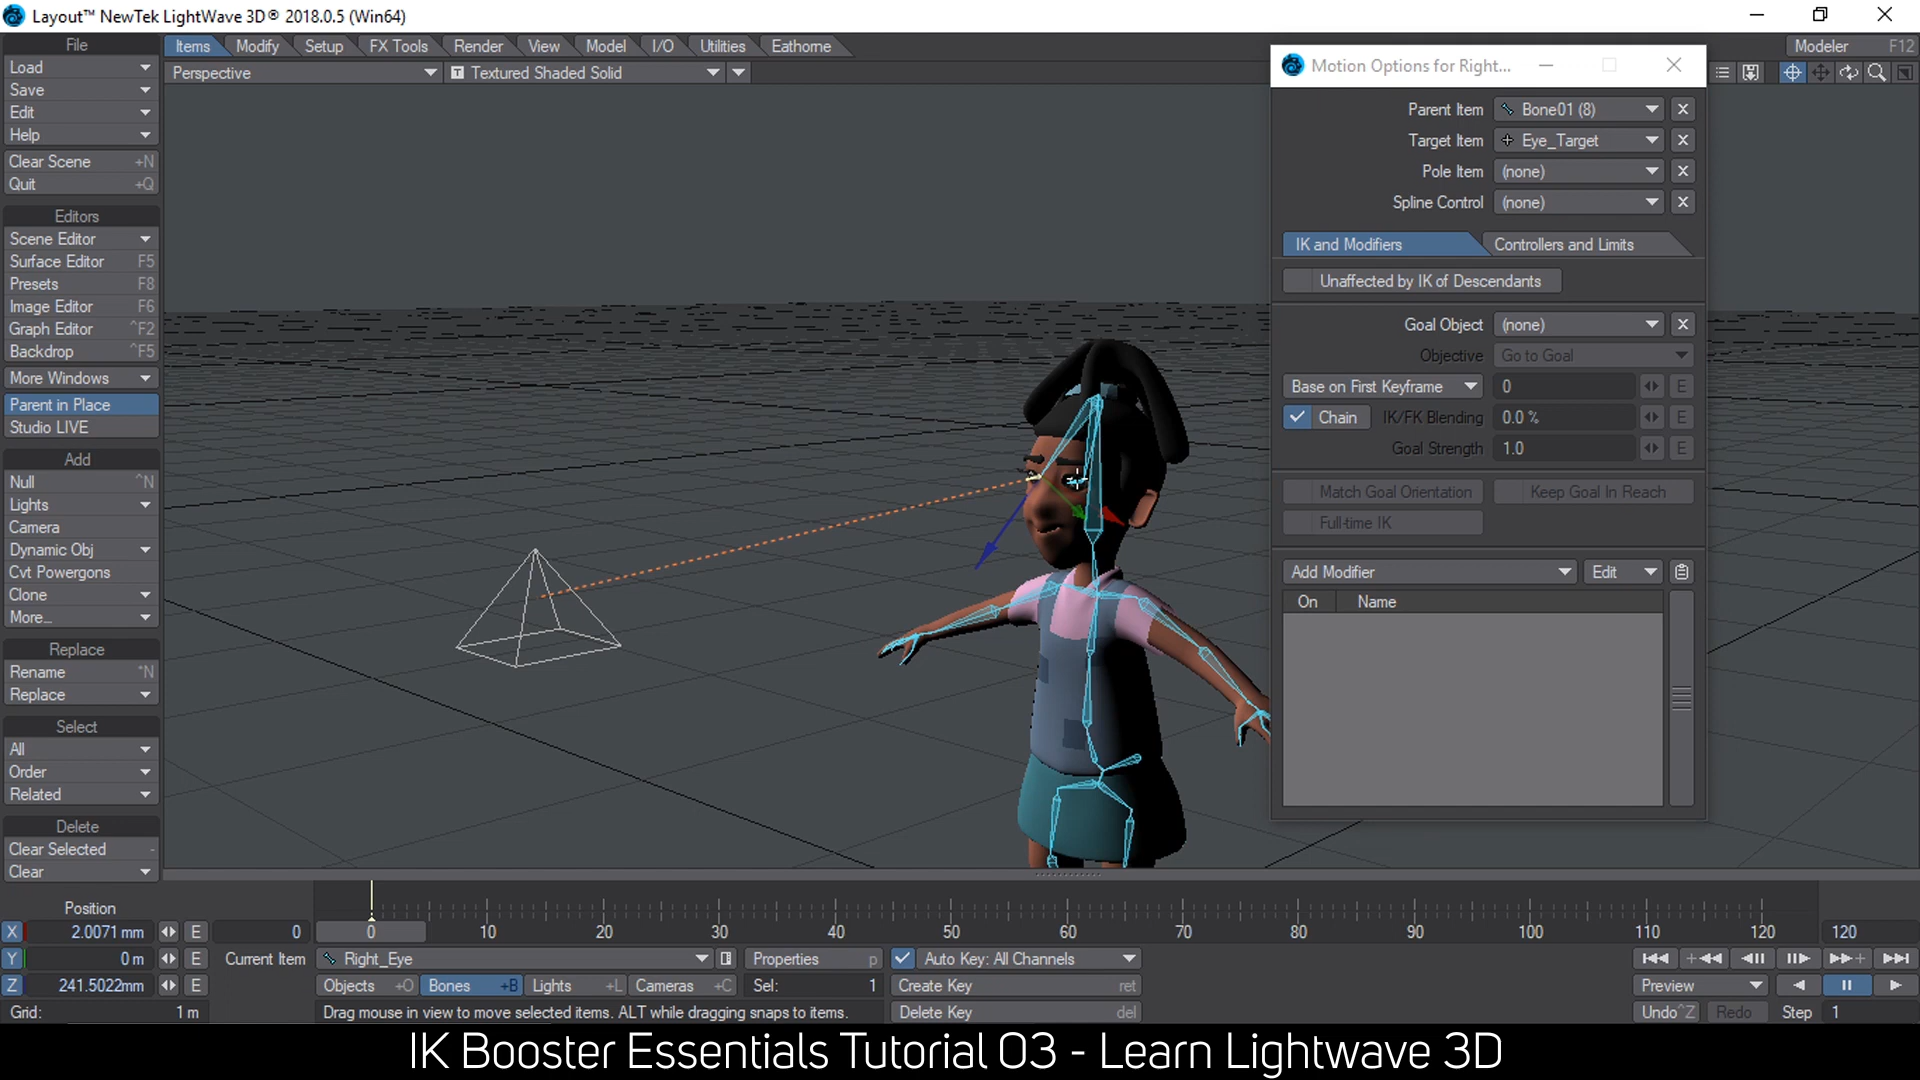 Layout™ NewTek LightWave 3D® 2018.0.5 (Win64)
File
Load
Save
Edit
Help
Clear Scene +N
Quit +Q
Editors
Scene Editor
Surface Editor F5
Presets F8
Image Editor F6
Graph Editor ^F2
Backdrop ^F5
More Windows
Parent in Place
Studio LIVE
Add
Null ^N
Lights
Camera
Dynamic Obj
Cvt Powergons
Clone
More...
Replace
Rename *N
Replace
Select
All
Order
Related
Delete
Clear Selected -
Clear
Items Modify Setup FX Tools Render View Model I/O Utilities Eathome
Modeler F12
Perspective T Textured Shaded Solid
Motion Options for Right...
Parent Item Bone01 (8) X
Target Item Eye_Target X
Pole Item (none) X
Spline Control (none) X
IK and Modifiers Controllers and Limits
Unaffected by IK of Descendants
Goal Object (none) X
Objective Go to Goal
Base on First Keyframe 0 E
Chain IK/FK Blending 0.0 % E
Goal Strength 1.0 E
Match Goal Orientation Keep Goal In Reach
Full-time IK
Add Modifier Edit
On Name
Position
X 2.0071 mm E 0 0 10 20 30 40 50 60 70 80 90 100 110 120 120
Y 0 m E Current Item Right_Eye Properties p Auto Key: All Channels
Z 241.5022mm E Objects +O Bones +B Lights +L Cameras +C Sel: 1 Create Key ret Preview
Grid: 1 m Drag mouse in view to move selected items. ALT while dragging snaps to items. Delete Key del Undo ^Z Redo Step 1
IK Booster Essentials Tutorial 03 - Learn Lightwave 3D